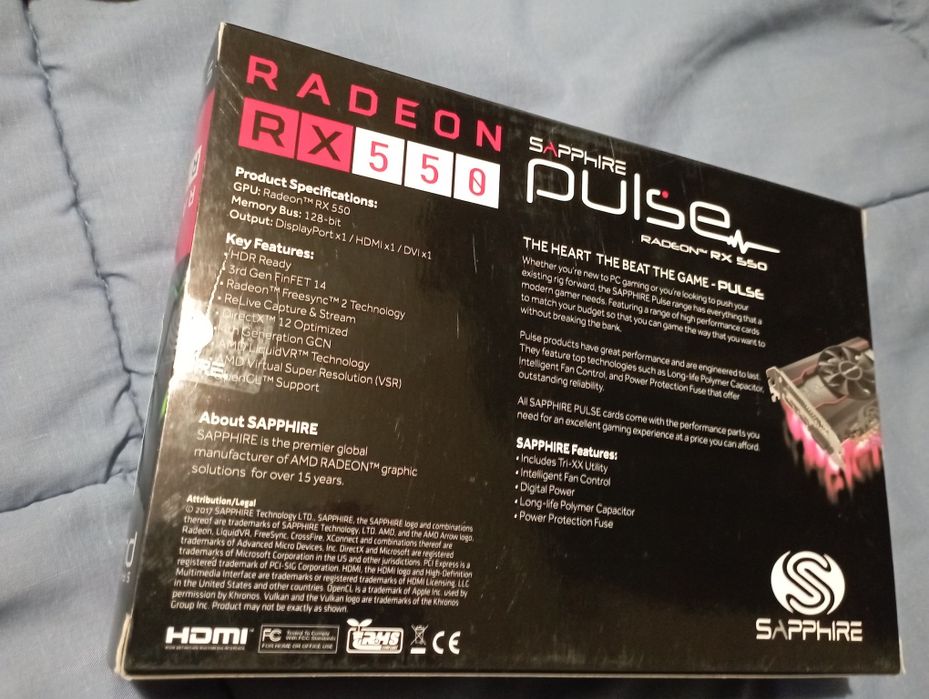 RADEON
RX 550
Product Specifications:
GPU: Radeon™ RX 550
Memory Bus: 128-bit
Output: DisplayPort x1 / HDMI x1 / DVI x1
Key Features:
• HDR Ready
• 3rd Gen FinFET 14
• Radeon™ Freesync™ 2 Technology
• ReLive Capture & Stream
• DirectX™ 12 Optimized
Generation GCN
AMD LiquidVR™ Technology
AMD Virtual Super Resolution (VSR)
OpenCL™ Support
About SAPPHIRE
SAPPHIRE is the premier global
manufacturer of AMD RADEON™ graphic
solutions for over 15 years.
Attribution/Legal
© 2017 SAPPHIRE Technology LTD., SAPPHIRE, the SAPPHIRE logo and combinations
thereof are trademarks of SAPPHIRE Technology, LTD. AMD, and the AMD Arrow logo,
Radeon, LiquidVR, FreeSync, CrossFire, XConnect and combinations thereof are
trademarks of Advanced Micro Devices, Inc. DirectX and Microsoft are registered
trademarks of Microsoft Corporation in the US and other jurisdictions. PCI Express is a
registered trademark of PCI-SIG Corporation. HDMI, the HDMI logo and High-Definition
Multimedia Interface are trademarks or registered trademarks of HDMI Licensing, LLC
in the United States and other countries. OpenCL is a trademark of Apple Inc. used by
permission by Khronos. Vulkan and the Vulkan logo are trademarks of the Khronos
Group Inc. Product may not be exactly as shown.
HDMI
FC
Tested To Comply
With FCC Standards
FOR HOME OR OFFICE USE
CE
SAPPHIRE
pulse
RADEON™ RX 550
THE HEART THE BEAT THE GAME - PULSE
Whether you're new to PC gaming or you're looking to push your
existing rig forward, the SAPPHIRE Pulse range has everything that a
modern gamer needs. Featuring a range of high performance cards
to match your budget so that you can game the way that you want to
without breaking the bank.
Pulse products have great performance and are engineered to last.
They feature top technologies such as Long-life Polymer Capacitor,
Intelligent Fan Control, and Power Protection Fuse that offer
outstanding reliability.
All SAPPHIRE PULSE cards come with the performance parts you
need for an excellent gaming experience at a price you can afford.
SAPPHIRE Features:
• Includes Tri-XX Utility
• Intelligent Fan Control
• Digital Power
• Long-life Polymer Capacitor
• Power Protection Fuse
SAPPHIRE